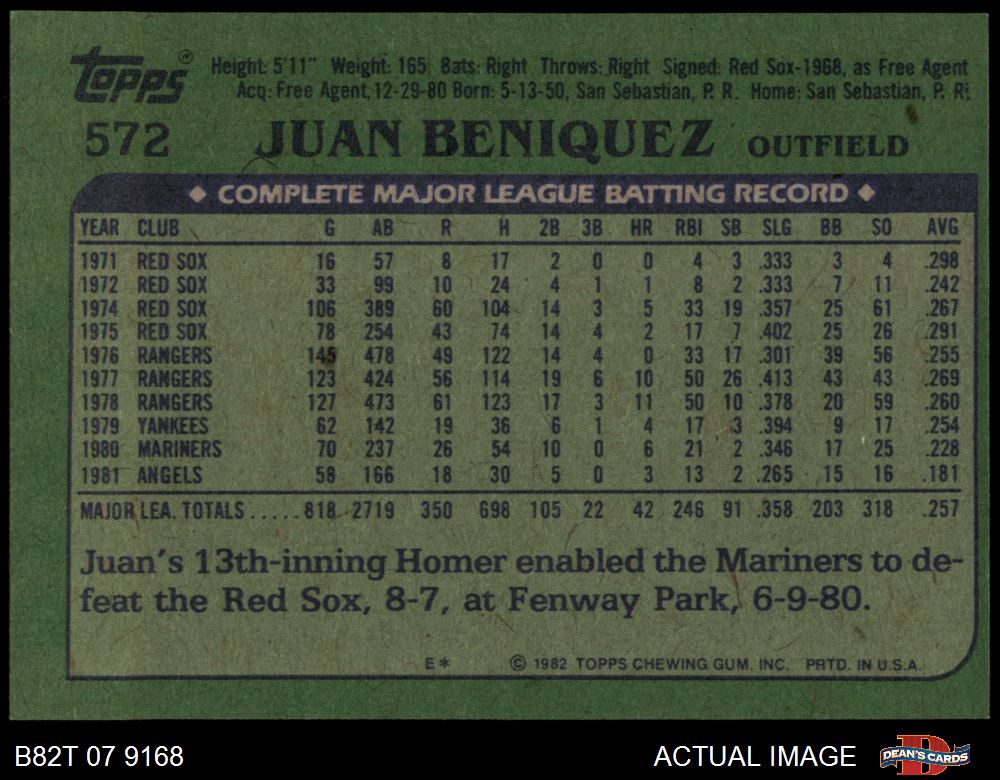 TOPPS® Height: 5'11" Weight: 165 Bats: Right Throws: Right Signed: Red Sox-1968, as Free Agent
Acq: Free Agent, 12-29-80 Born: 5-13-50, San Sebastian, P. R. Home: San Sebastian, P. R.
572 JUAN BENIQUEZ OUTFIELD
◆ COMPLETE MAJOR LEAGUE BATTING RECORD ◆
YEAR CLUB G AB R H 2B 3B HR RBI SB SLG BB SO AVG
1971 RED SOX 16 57 8 17 2 0 0 4 3 .333 3 4 .298
1972 RED SOX 33 99 10 24 4 1 1 8 2 .333 7 11 .242
1974 RED SOX 106 389 60 104 14 3 5 33 19 .357 25 61 .267
1975 RED SOX 78 254 43 74 14 4 2 17 7 .402 25 26 .291
1976 RANGERS 145 478 49 122 14 4 0 33 17 .301 39 56 .255
1977 RANGERS 123 424 56 114 19 6 10 50 26 .413 43 43 .269
1978 RANGERS 127 473 61 123 17 3 11 50 10 .378 20 59 .260
1979 YANKEES 62 142 19 36 6 1 4 17 3 .394 9 17 .254
1980 MARINERS 70 237 26 54 10 0 6 21 2 .346 17 25 .228
1981 ANGELS 58 166 18 30 5 0 3 13 2 .265 15 16 .181
MAJOR LEA. TOTALS .....818 2719 350 698 105 22 42 246 91 .358 203 318 .257
Juan's 13th-inning Homer enabled the Mariners to de-
feat the Red Sox, 8-7, at Fenway Park, 6-9-80.
E* © 1982 TOPPS CHEWING GUM, INC. PRTD. IN U.S.A.
B82T 07 9168 ACTUAL IMAGE DEAN'S CARDS